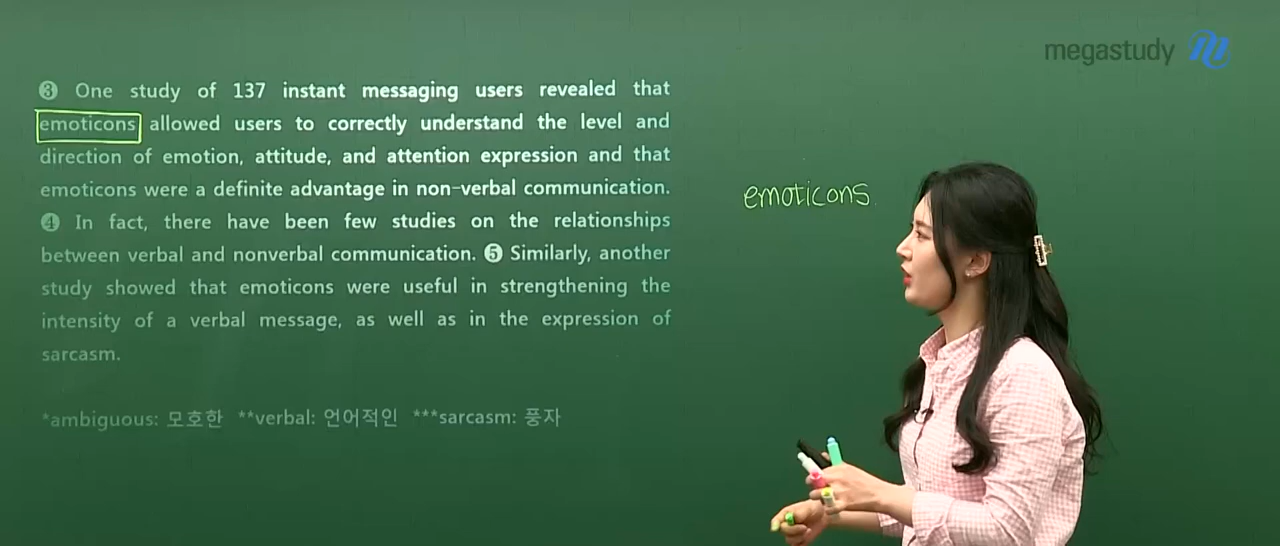 megastudy
❸ One study of 137 instant messaging users revealed that
emoticons allowed users to correctly understand the level and
direction of emotion, attitude, and attention expression and that
emoticons were a definite advantage in non-verbal communication.
❹ In fact, there have been few studies on the relationships
between verbal and nonverbal communication. ❺ Similarly, another
study showed that emoticons were useful in strengthening the
intensity of a verbal message, as well as in the expression of
sarcasm.
*ambiguous: 모호한 **verbal: 언어적인 ***sarcasm: 풍자
emoticons